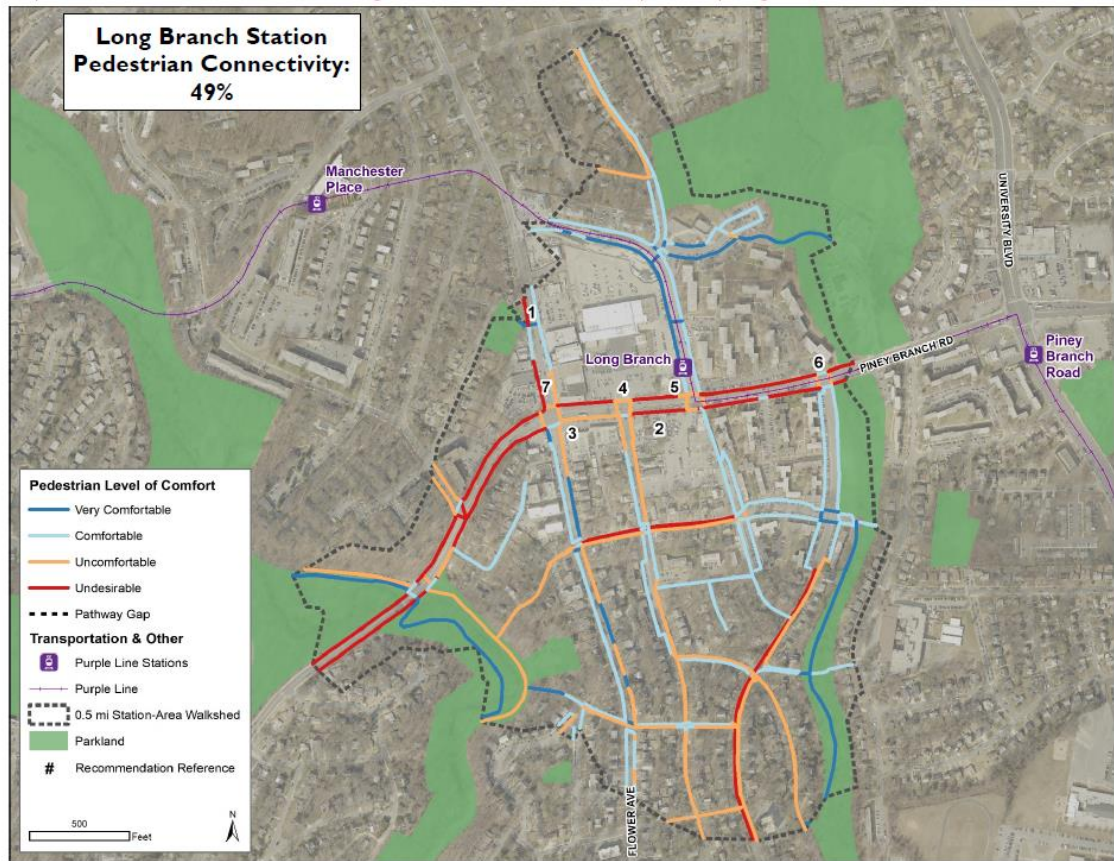 Long Branch Station
Pedestrian Connectivity:
49%
Manchester
Place
UNIVERSITY BLVD
Long Branch
PINEY BRANCH RD
Piney
Branch
Road
1
7
4
5
6
3
2
Pedestrian Level of Comfort
Very Comfortable
Comfortable
Uncomfortable
Undesirable
Pathway Gap
Transportation & Other
Purple Line Stations
Purple Line
0.5 mi Station-Area Walkshed
Parkland
# Recommendation Reference
500
Feet
N
FLOWER AVE